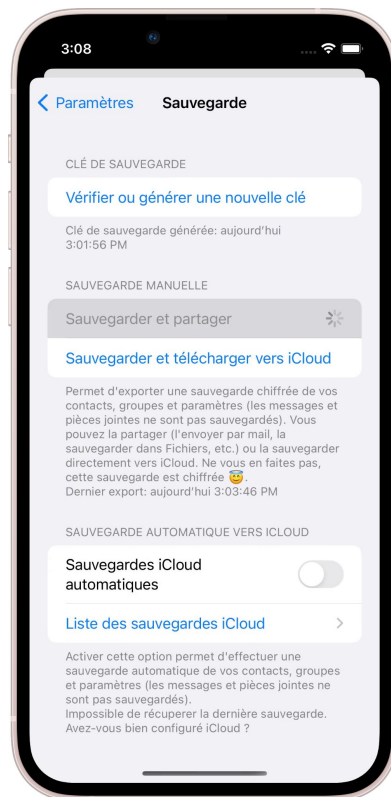 3:08
Paramètres Sauvegarde
CLÉ DE SAUVEGARDE
Vérifier ou générer une nouvelle clé
Clé de sauvegarde générée: aujourd'hui
3:01:56 PM
SAUVEGARDE MANUELLE
Sauvegarder et partager
Sauvegarder et télécharger vers iCloud
Permet d'exporter une sauvegarde chiffrée de vos
contacts, groupes et paramètres (les messages et
pièces jointes ne sont pas sauvegardés). Vous
pouvez la partager (l'envoyer par mail, la
sauvegarder dans Fichiers, etc.) ou la sauvegarder
directement vers iCloud. Ne vous en faites pas,
cette sauvegarde est chiffrée 😇.
Dernier export: aujourd'hui 3:03:46 PM
SAUVEGARDE AUTOMATIQUE VERS ICLOUD
Sauvegardes iCloud
automatiques
Liste des sauvegardes iCloud
Activer cette option permet d'effectuer une
sauvegarde automatique de vos contacts, groupes
et paramètres (les messages et pièces jointes ne
sont pas sauvegardés).
Impossible de récuperer la dernière sauvegarde.
Avez-vous bien configuré iCloud ?